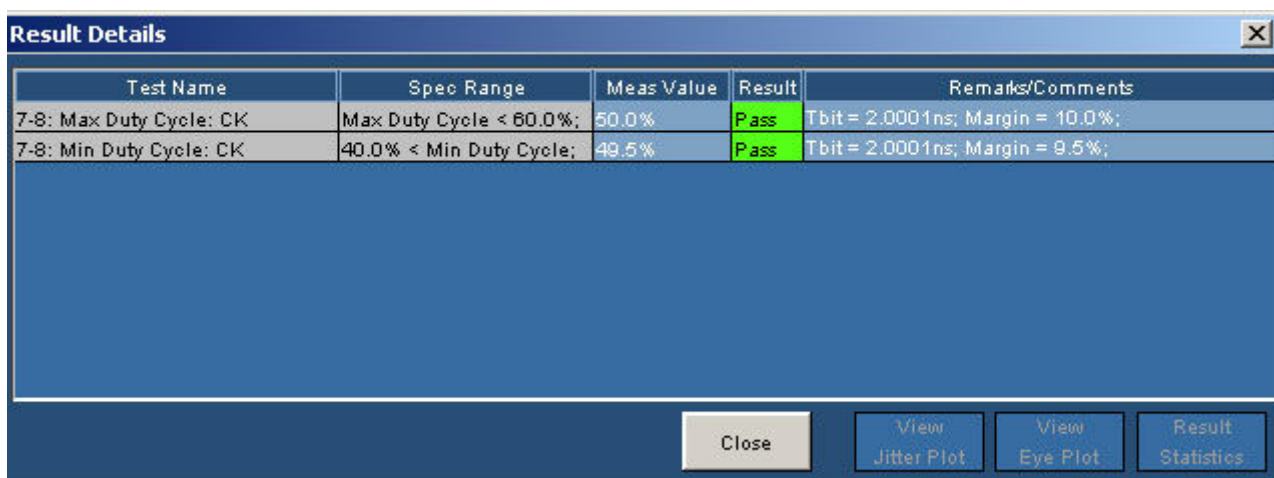 Result Details
Test Name Spec Range Meas Value Result Remarks/Comments
7-8: Max Duty Cycle: CK Max Duty Cycle < 60.0%; 50.0% Pass Tbit = 2.0001ns; Margin = 10.0%;
7-8: Min Duty Cycle: CK 40.0% < Min Duty Cycle; 49.5% Pass Tbit = 2.0001ns; Margin = 9.5%;
Close
View
Jitter Plot
View
Eye Plot
Result
Statistics